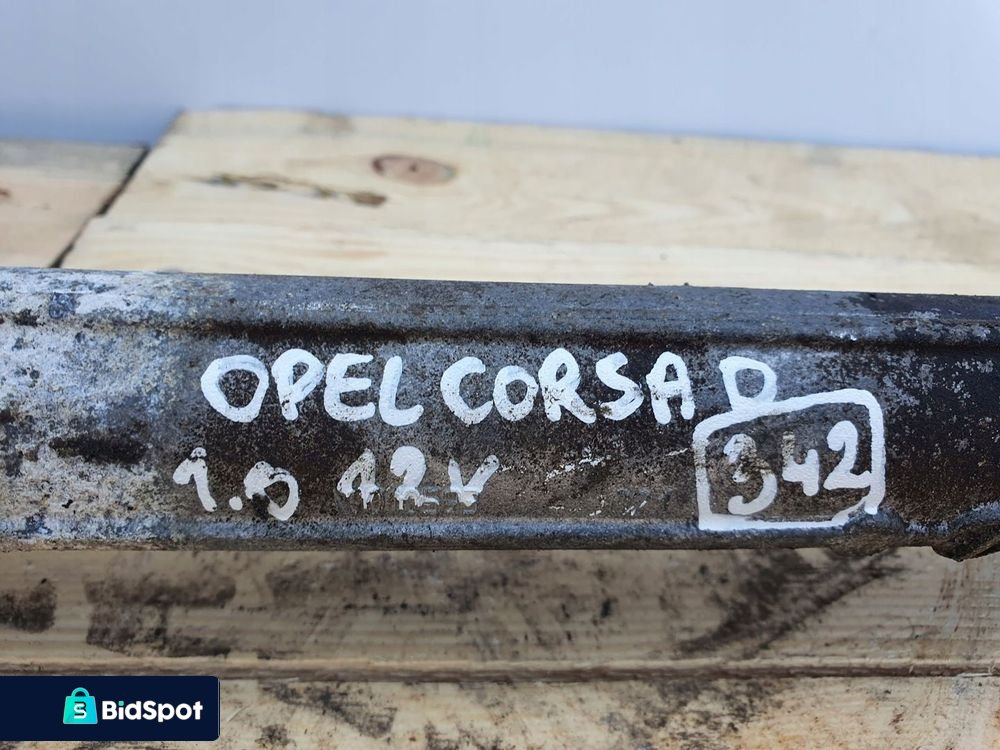 OPEL CORSA D
1.0 12V
342
BidSpot